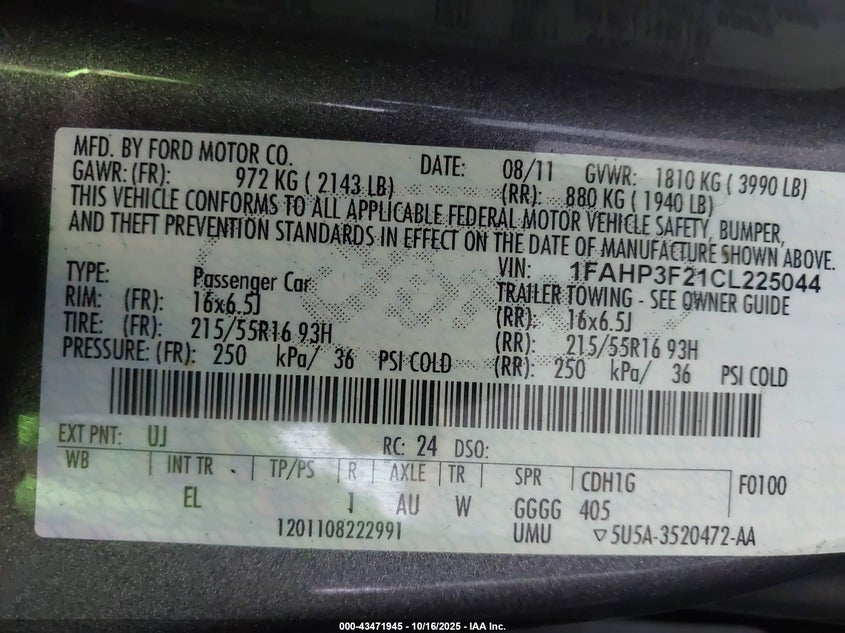 MFD. BY FORD MOTOR CO. DATE: 08/11 GVWR: 1810 KG ( 3990 LB)
GAWR: (FR): 972 KG ( 2143 LB) (RR): 880 KG ( 1940 LB)
THIS VEHICLE CONFORMS TO ALL APPLICABLE FEDERAL MOTOR VEHICLE SAFETY, BUMPER,
AND THEFT PREVENTION STANDARDS IN EFFECT ON THE DATE OF MANUFACTURE SHOWN ABOVE.
VIN: 1FAHP3F21CL225044
TYPE: Passenger Car TRAILER TOWING - SEE OWNER GUIDE
RIM: (FR): 16x6.5J (RR): 16x6.5J
TIRE: (FR): 215/55R16 93H (RR): 215/55R16 93H
PRESSURE: (FR): 250 kPa/ 36 PSI COLD (RR): 250 kPa/ 36 PSI COLD
EXT PNT: UJ RC: 24 DSO:
WB INT TR TP/PS R AXLE TR SPR CDH1G F0100
EL 1 AU W GGGG 405
1201108222991 UMU ▽5U5A-3520472-AA
000-43471945 - 10/16/2025 - IAA Inc.